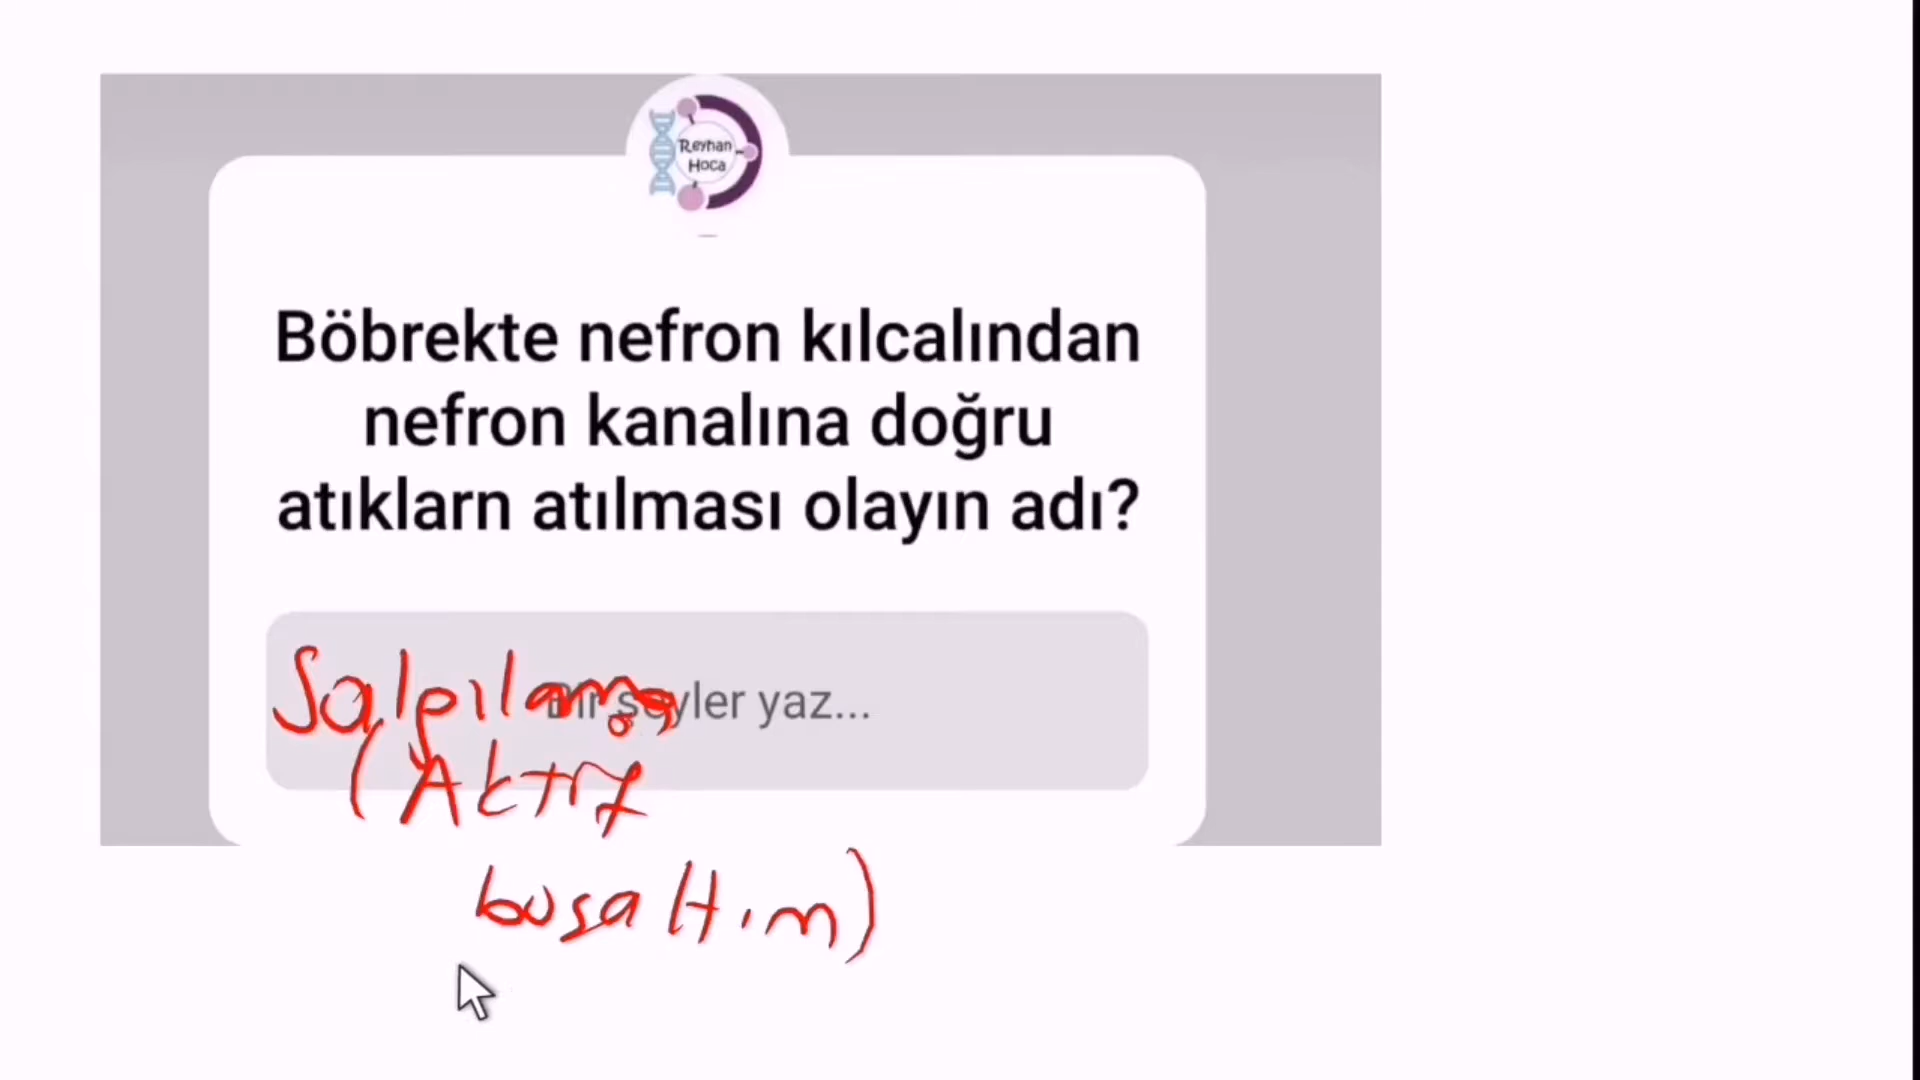 Reyhan
Hoca
Böbrekte nefron kılcalından
nefron kanalına doğru
atıklarn atılması olayın adı?
Bir şeyler yaz...
Salgılama
(Aktif
boşaltım)